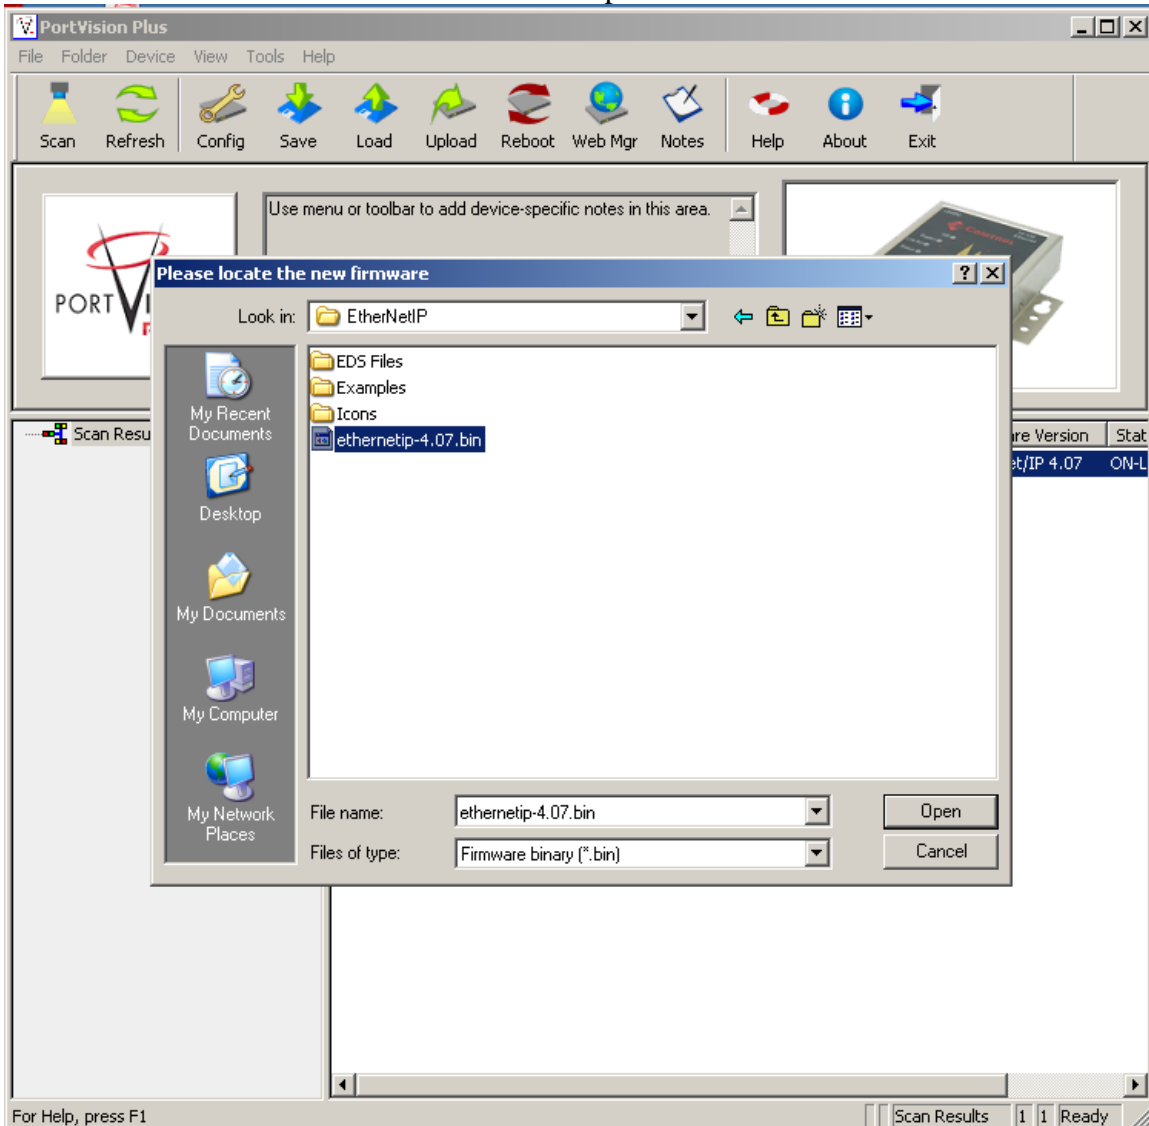 PortVision Plus
File Folder Device View Tools Help
Scan Refresh Config Save Load Upload Reboot Web Mgr Notes Help About Exit
Use menu or toolbar to add device-specific notes in this area.
PORT
Please locate the new firmware
Look in: EtherNetIP
My Recent Documents
Desktop
My Documents
My Computer
My Network Places
EDS Files
Examples
Icons
ethernetip-4.07.bin
File name: ethernetip-4.07.bin Open
Files of type: Firmware binary (*.bin) Cancel
Scan Resu
are Version Stat
et/IP 4.07 ON-L
For Help, press F1 Scan Results 1 1 Ready